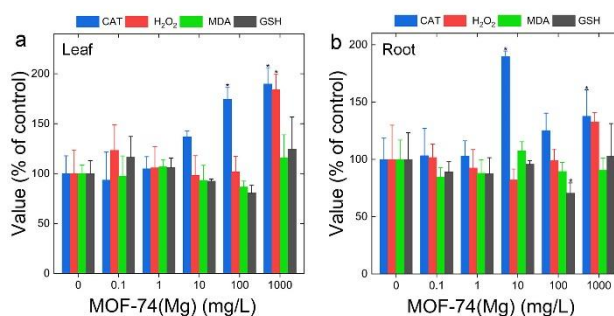 CAT H₂O₂ MDA GSH
a
Leaf
200
150
100
50
0
Value (% of control)
0 0.1 1 10 100 1000
MOF-74(Mg) (mg/L)
CAT H₂O₂ MDA GSH
b
Root
200
150
100
50
0
Value (% of control)
0 0.1 1 10 100 1000
MOF-74(Mg) (mg/L)